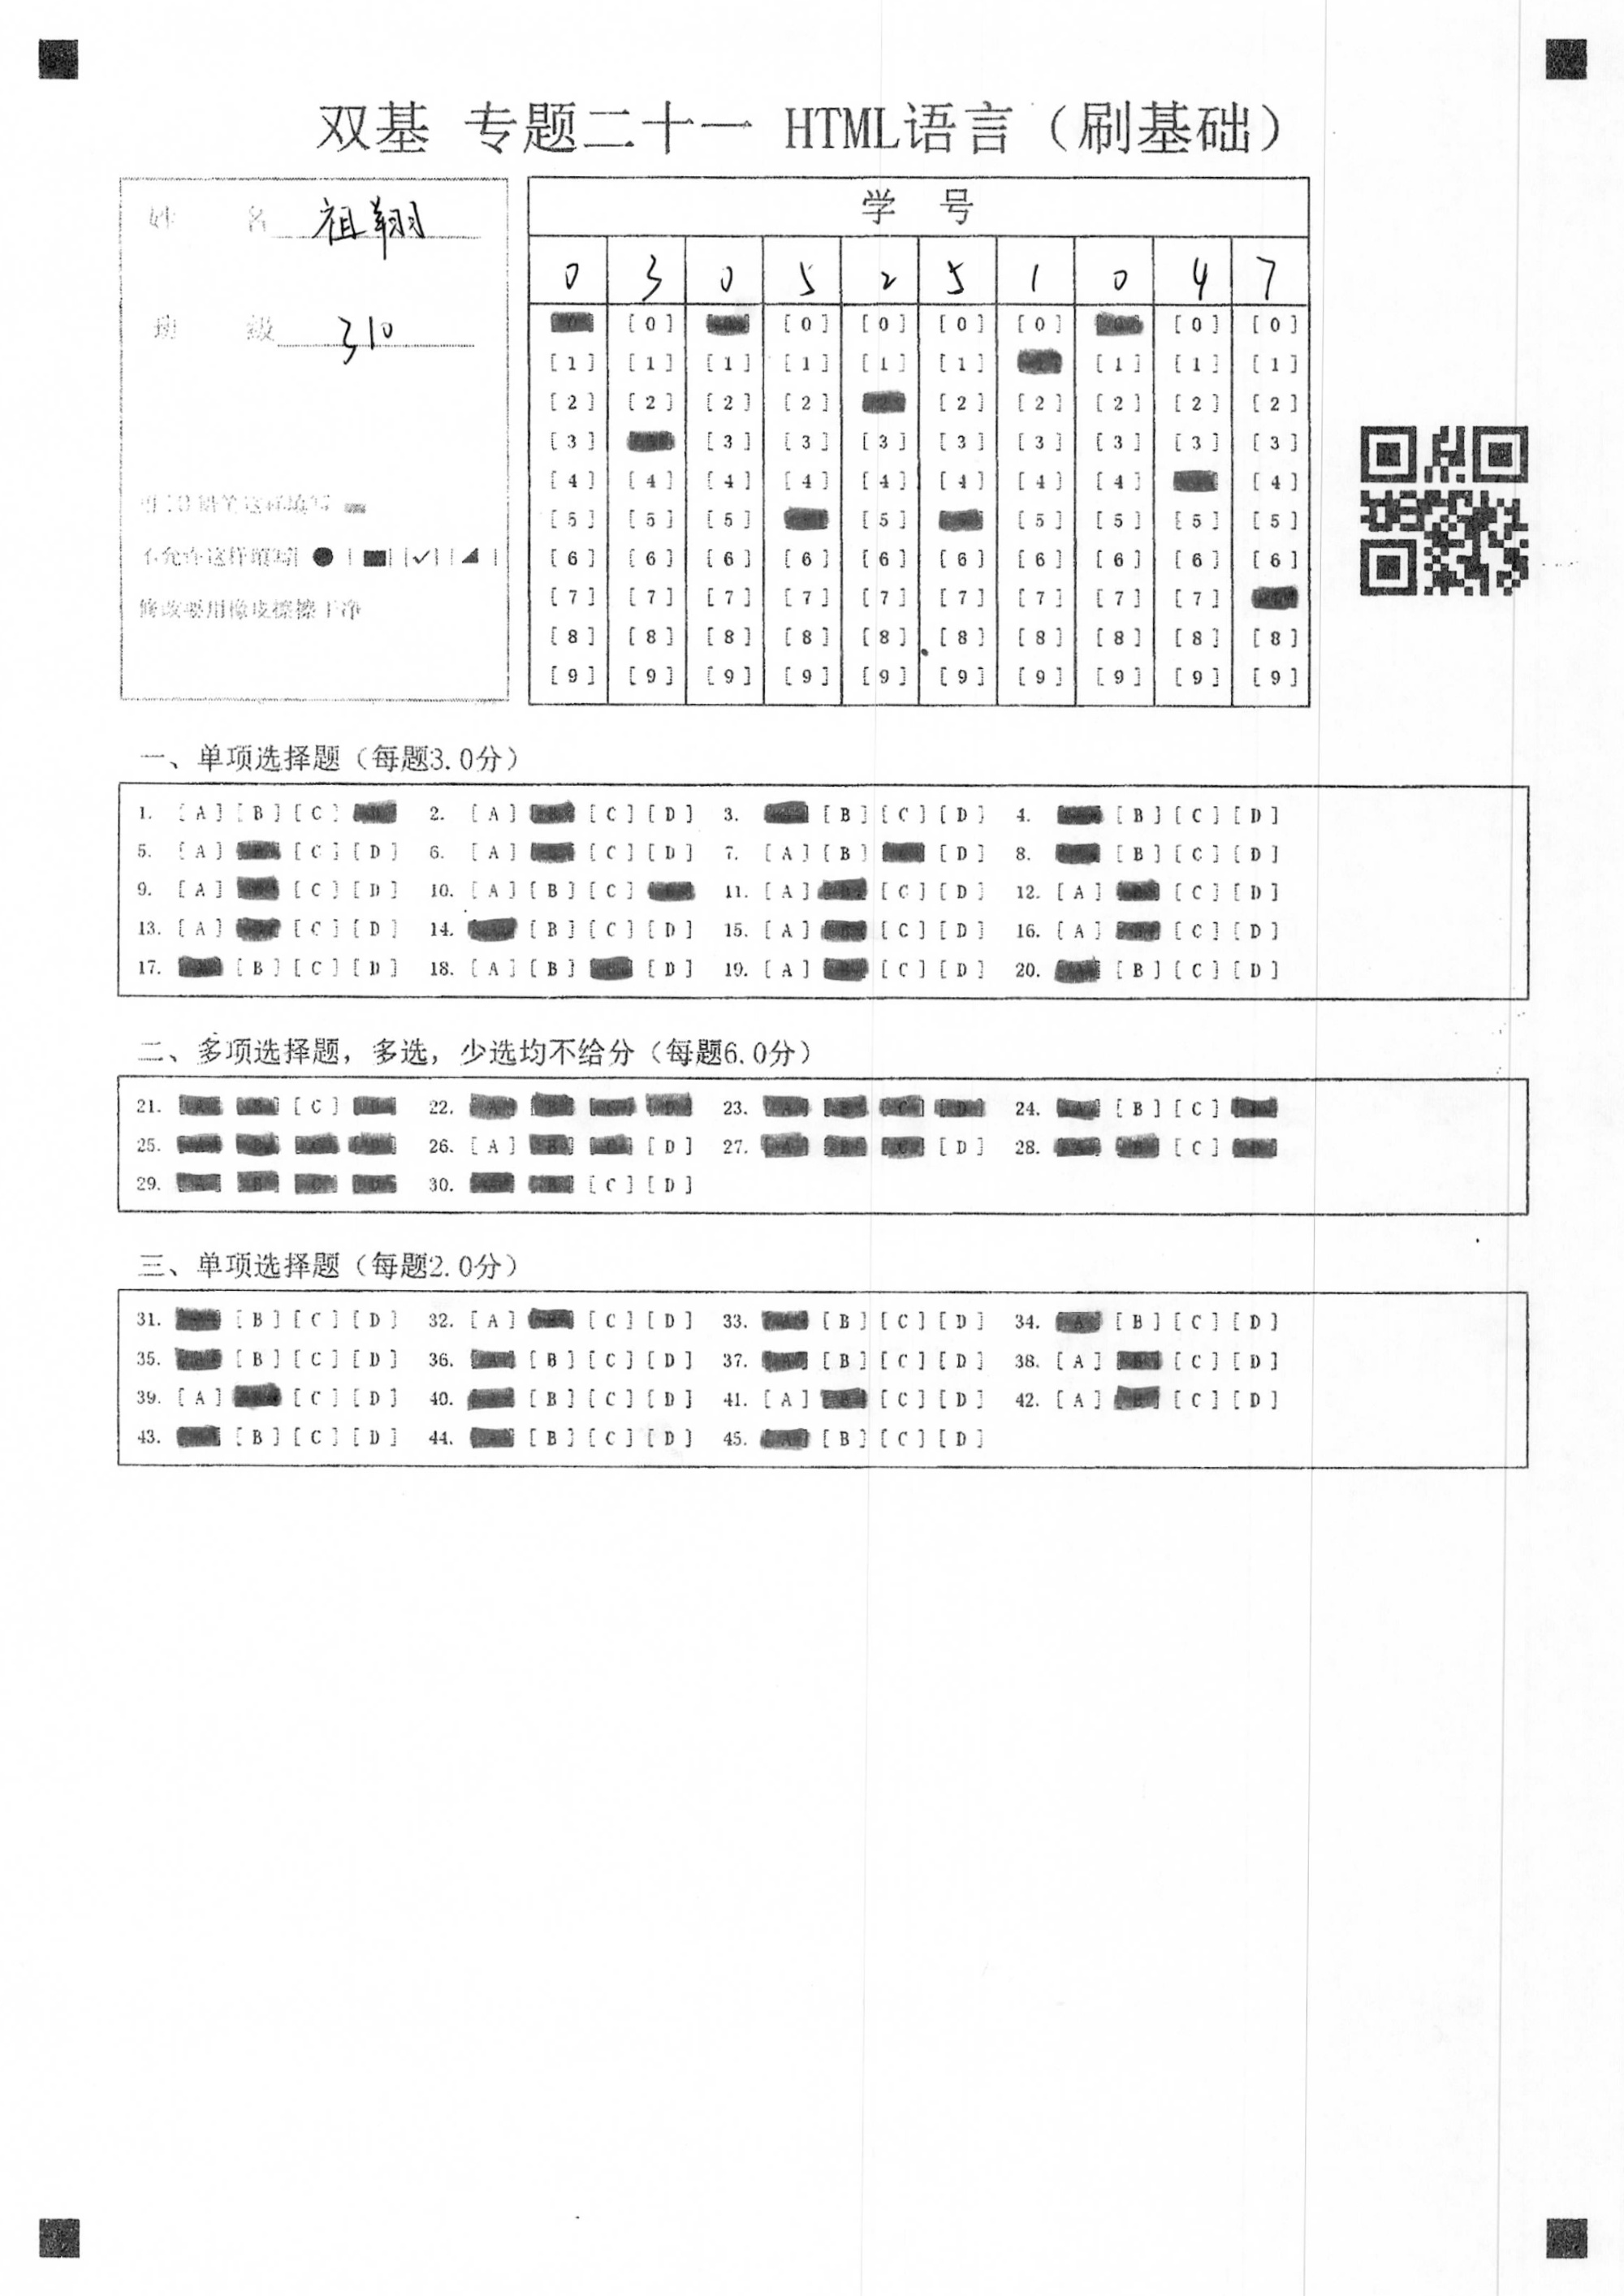 双基 专题二十一 HTML语言（刷基础）
姓 名 祖翔
班 级 310
不允许这样填写
修改要用橡皮擦擦干净
学 号
0 3 0 5 2 5 1 0 4 7
[0] [0] [0] [0] [0] [0] [0]
[1] [1] [1] [1] [1] [1] [1] [1] [1]
[2] [2] [2] [2] [2] [2] [2] [2] [2]
[3] [3] [3] [3] [3] [3] [3] [3] [3]
[4] [4] [4] [4] [4] [4] [4] [4] [4]
[5] [5] [5] [5] [5] [5] [5] [5]
[6] [6] [6] [6] [6] [6] [6] [6] [6] [6]
[7] [7] [7] [7] [7] [7] [7] [7] [7]
[8] [8] [8] [8] [8] [8] [8] [8] [8] [8]
[9] [9] [9] [9] [9] [9] [9] [9] [9] [9]
一、单项选择题（每题3.0分）
1. [A] [B] [C] 2. [A] [C] [D] 3. [B] [C] [D] 4. [B] [C] [D]
5. [A] [C] [D] 6. [A] [C] [D] 7. [A] [B] [D] 8. [B] [C] [D]
9. [A] [C] [D] 10. [A] [B] [C] 11. [A] [C] [D] 12. [A] [C] [D]
13. [A] [C] [D] 14. [B] [C] [D] 15. [A] [C] [D] 16. [A] [C] [D]
17. [B] [C] [D] 18. [A] [B] [D] 19. [A] [C] [D] 20. [B] [C] [D]
二、多项选择题，多选，少选均不给分（每题6.0分）
21. [C] 22. 23. 24. [B] [C]
25. 26. [A] [D] 27. [D] 28. [C]
29. 30. [C] [D]
三、单项选择题（每题2.0分）
31. [B] [C] [D] 32. [A] [C] [D] 33. [B] [C] [D] 34. [B] [C] [D]
35. [B] [C] [D] 36. [B] [C] [D] 37. [B] [C] [D] 38. [A] [C] [D]
39. [A] [C] [D] 40. [B] [C] [D] 41. [A] [C] [D] 42. [A] [C] [D]
43. [B] [C] [D] 44. [B] [C] [D] 45. [B] [C] [D]